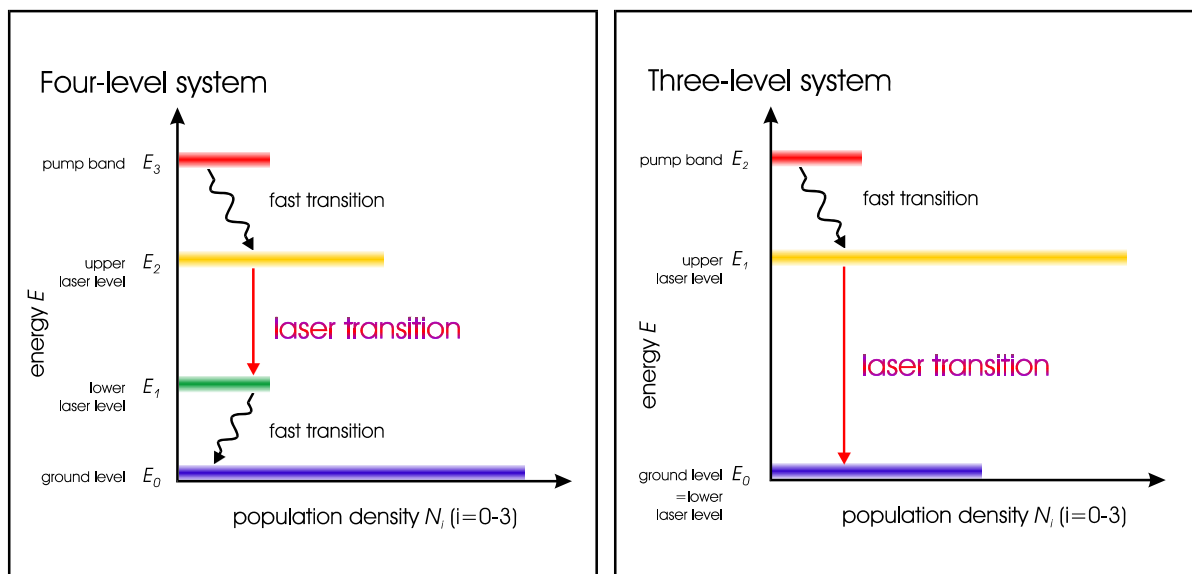 Four-level system
pump band E3
fast transition
upper
laser level
E2
laser transition
energy E
lower
laser level
E1
fast transition
ground level E0
population density Ni (i=0-3)
Three-level system
pump band E2
fast transition
upper
laser level
E1
laser transition
energy E
ground level E0
=lower
laser level
population density Ni (i=0-3)